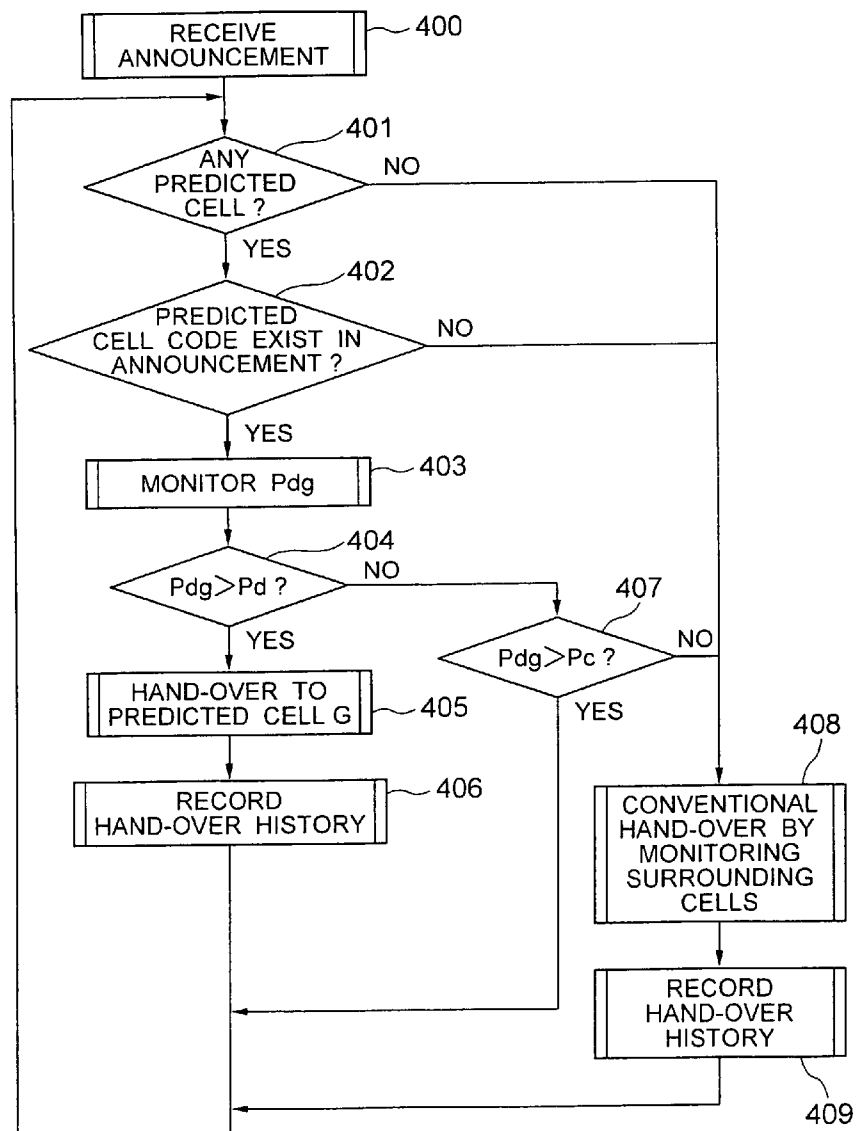 RECEIVE
ANNOUNCEMENT
400
401
ANY
PREDICTED
CELL ?
NO
YES
402
PREDICTED
CELL CODE EXIST IN
ANNOUNCEMENT ?
NO
YES
MONITOR Pdg
403
404
Pdg>Pd ?
NO
YES
407
Pdg>Pc ?
NO
YES
HAND-OVER TO
PREDICTED CELL G
405
RECORD
HAND-OVER HISTORY
406
408
CONVENTIONAL
HAND-OVER BY
MONITORING
SURROUNDING
CELLS
RECORD
HAND-OVER
HISTORY
409